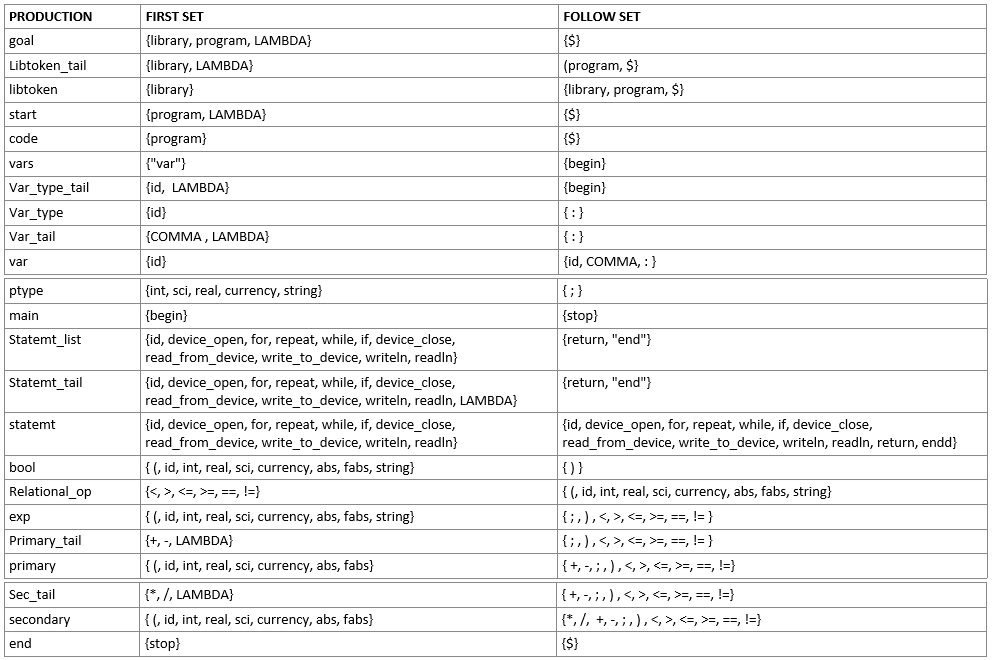 PRODUCTION FIRST SET FOLLOW SET
goal {library, program, LAMBDA} {$}
Libtoken_tail {library, LAMBDA} (program, $}
libtoken {library} {library, program, $}
start {program, LAMBDA} {$}
code {program} {$}
vars {"var"} {begin}
Var_type_tail {id,  LAMBDA} {begin}
Var_type {id} { : }
Var_tail {COMMA , LAMBDA} { : }
var {id} {id, COMMA, : }
ptype {int, sci, real, currency, string} { ; }
main {begin} {stop}
Statemt_list {id, device_open, for, repeat, while, if, device_close, {return, "end"}
read_from_device, write_to_device, writeln, readln}
Statemt_tail {id, device_open, for, repeat, while, if, device_close, {return, "end"}
read_from_device, write_to_device, writeln, readln, LAMBDA}
statemt {id, device_open, for, repeat, while, if, device_close, {id, device_open, for, repeat, while, if, device_close,
read_from_device, write_to_device, writeln, readln} read_from_device, write_to_device, writeln, readln, return, endd}
bool { (, id, int, real, sci, currency, abs, fabs, string} { ) }
Relational_op {<, >, <=, >=, ==, !=} { (, id, int, real, sci, currency, abs, fabs, string}
exp { (, id, int, real, sci, currency, abs, fabs, string} { ; , ) , <, >, <=, >=, ==, != }
Primary_tail {+, -, LAMBDA} { ; , ) , <, >, <=, >=, ==, != }
primary { (, id, int, real, sci, currency, abs, fabs} { +, -, ; , ) , <, >, <=, >=, ==, !=}
Sec_tail {*, /, LAMBDA} { +, -, ; , ) , <, >, <=, >=, ==, !=}
secondary { (, id, int, real, sci, currency, abs, fabs} {*, /,  +, -, ; , ) , <, >, <=, >=, ==, !=}
end {stop} {$}